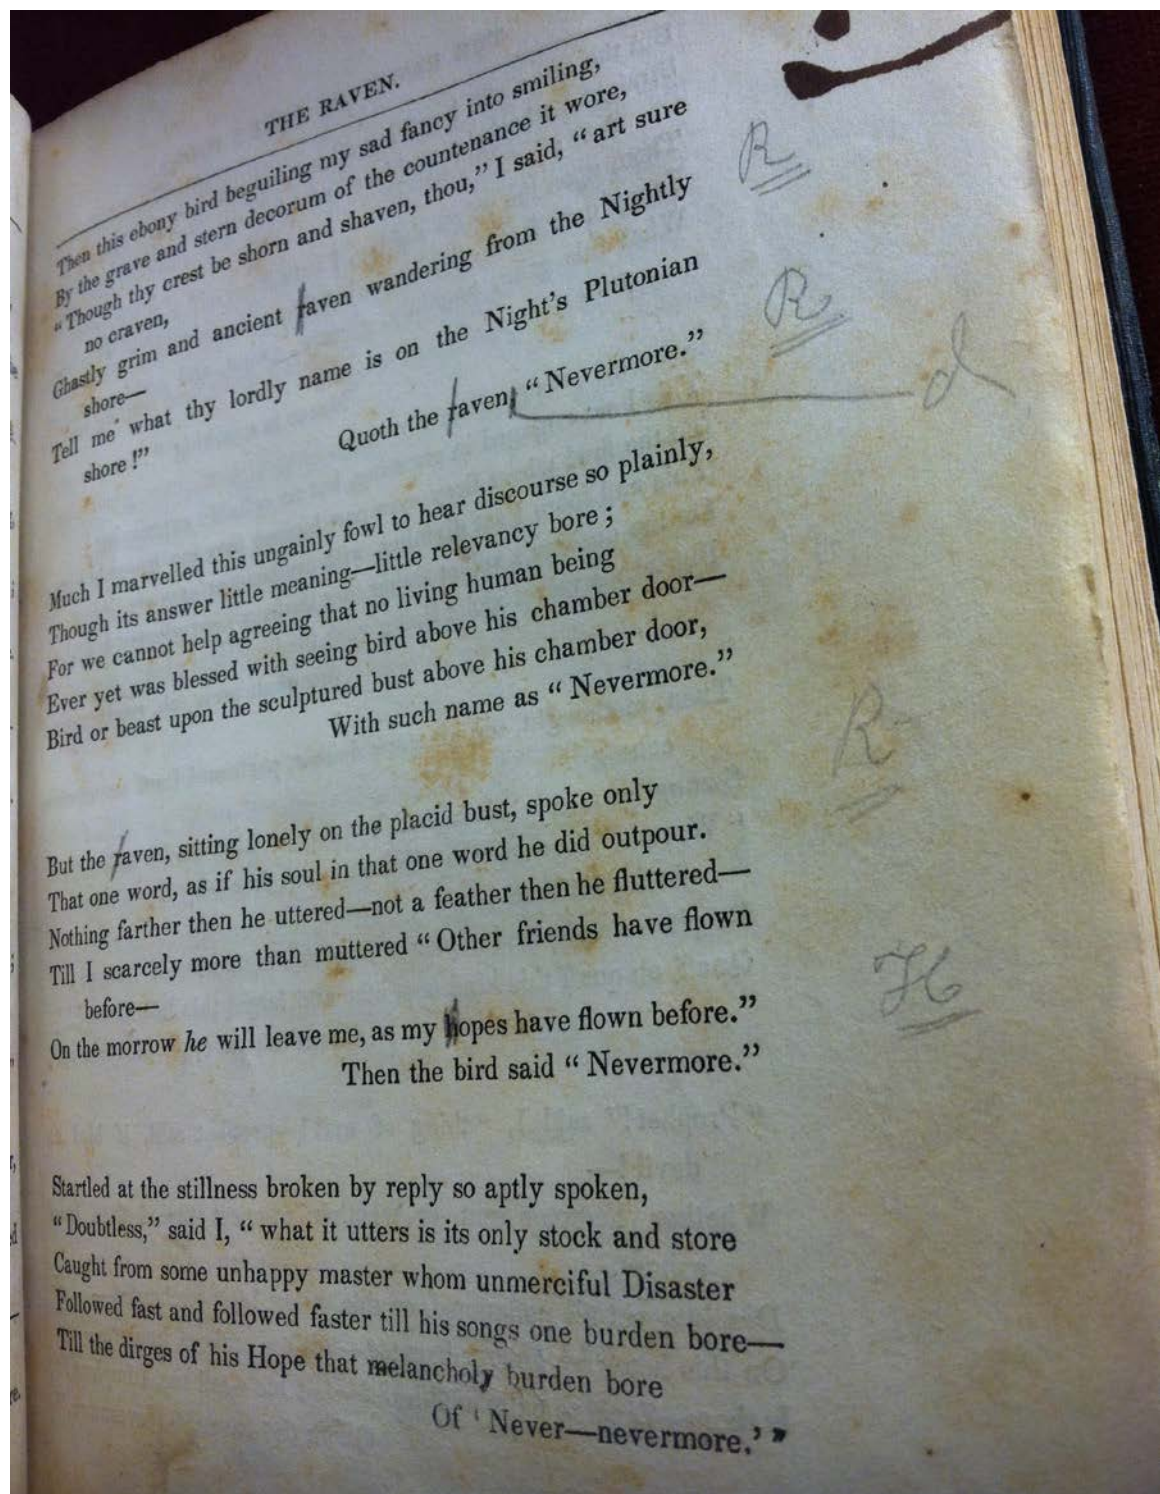 THE RAVEN.
Then this ebony bird beguiling my sad fancy into smiling,
By the grave and stern decorum of the countenance it wore,
"Though thy crest be shorn and shaven, thou," I said, "art sure
no craven,
Ghastly grim and ancient raven wandering from the Nightly
shore—
Tell me what thy lordly name is on the Night's Plutonian
shore!"
Quoth the raven, "Nevermore."
R
R
d
Much I marvelled this ungainly fowl to hear discourse so plainly,
Though its answer little meaning—little relevancy bore;
For we cannot help agreeing that no living human being
Ever yet was blessed with seeing bird above his chamber door—
Bird or beast upon the sculptured bust above his chamber door,
With such name as "Nevermore."
R
But the raven, sitting lonely on the placid bust, spoke only
That one word, as if his soul in that one word he did outpour.
Nothing farther then he uttered—not a feather then he fluttered—
Till I scarcely more than muttered "Other friends have flown
before—
On the morrow he will leave me, as my hopes have flown before."
H
Then the bird said "Nevermore."
Startled at the stillness broken by reply so aptly spoken,
"Doubtless," said I, "what it utters is its only stock and store
Caught from some unhappy master whom unmerciful Disaster
Followed fast and followed faster till his songs one burden bore—
Till the dirges of his Hope that melancholy burden bore
Of 'Never—nevermore.'"